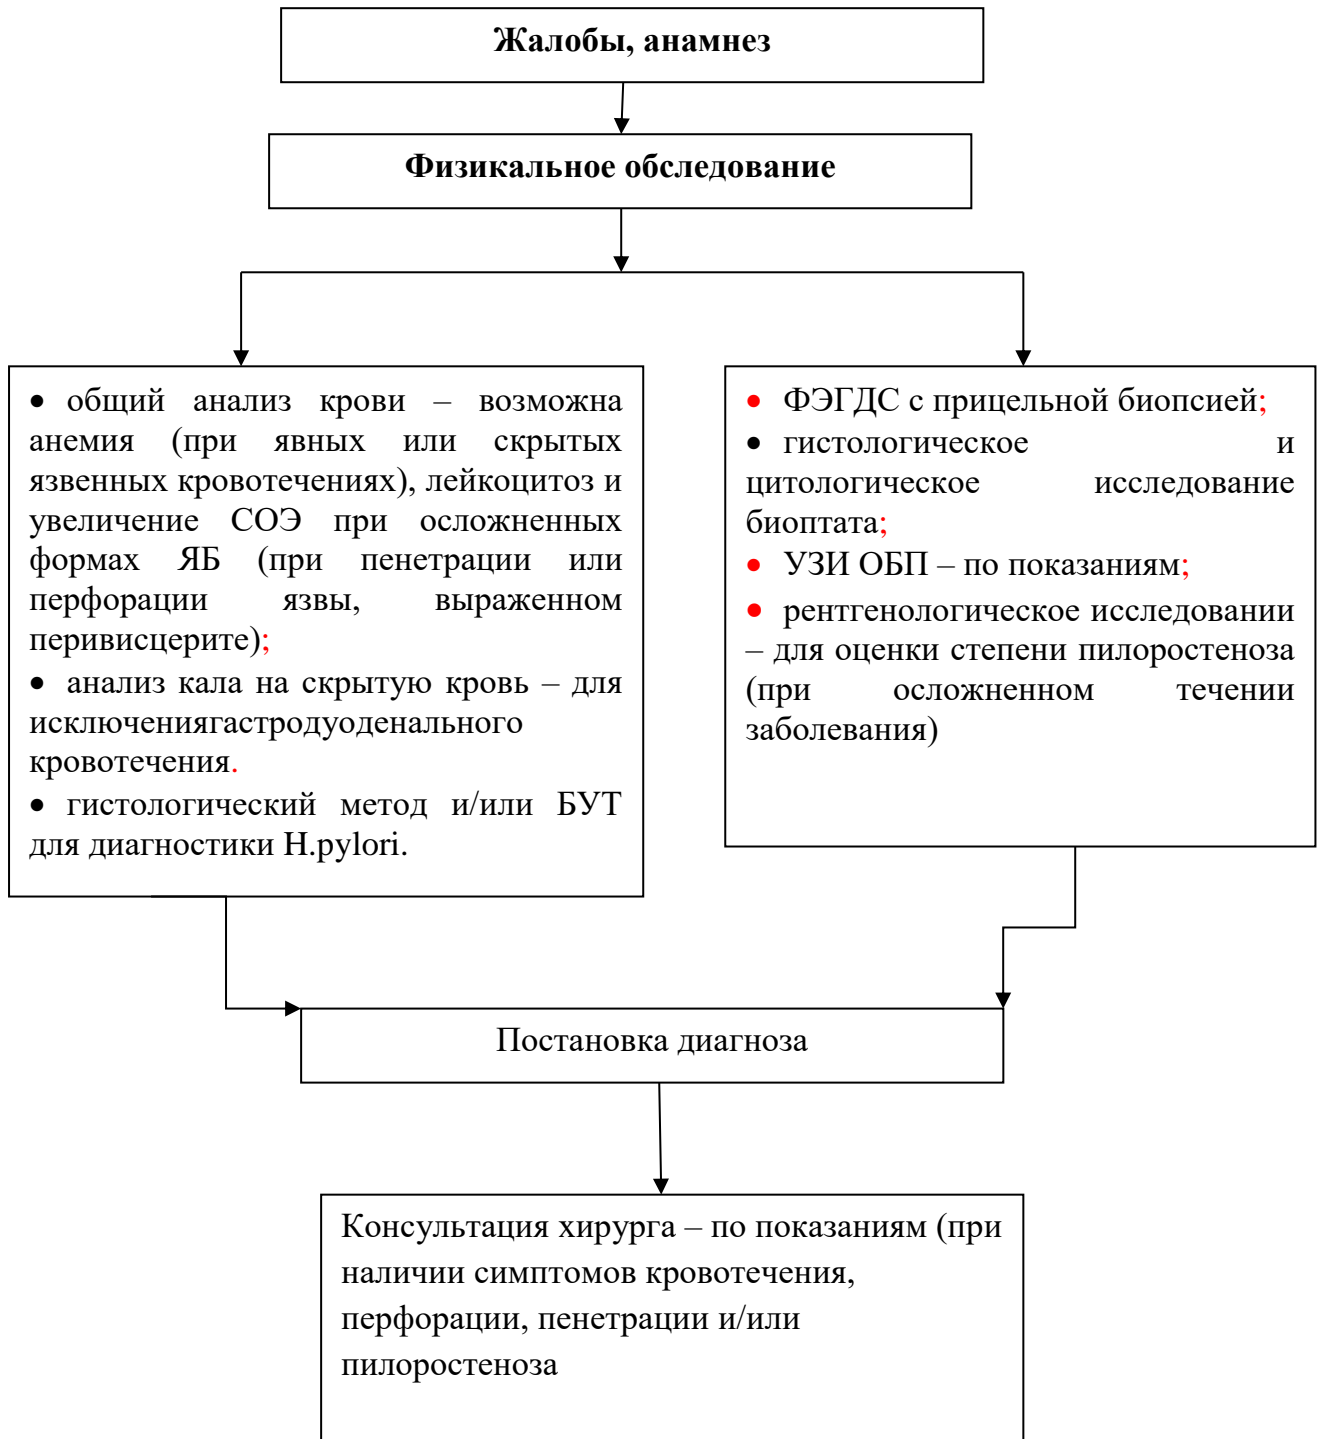 Жалобы, анамнез
Физикальное обследование
• общий анализ крови – возможна
анемия (при явных или скрытых
язвенных кровотечениях), лейкоцитоз и
увеличение СОЭ при осложненных
формах ЯБ (при пенетрации или
перфорации язвы, выраженном
перивисцерите);
• анализ кала на скрытую кровь – для
исключениягастродуоденального
кровотечения.
• гистологический метод и/или БУТ
для диагностики H.pylori.
• ФЭГДС с прицельной биопсией;
• гистологическое и
цитологическое исследование
биоптата;
• УЗИ ОБП – по показаниям;
• рентгенологическое исследовании
– для оценки степени пилоростеноза
(при осложненном течении
заболевания)
Постановка диагноза
Консультация хирурга – по показаниям (при
наличии симптомов кровотечения,
перфорации, пенетрации и/или
пилоростеноза